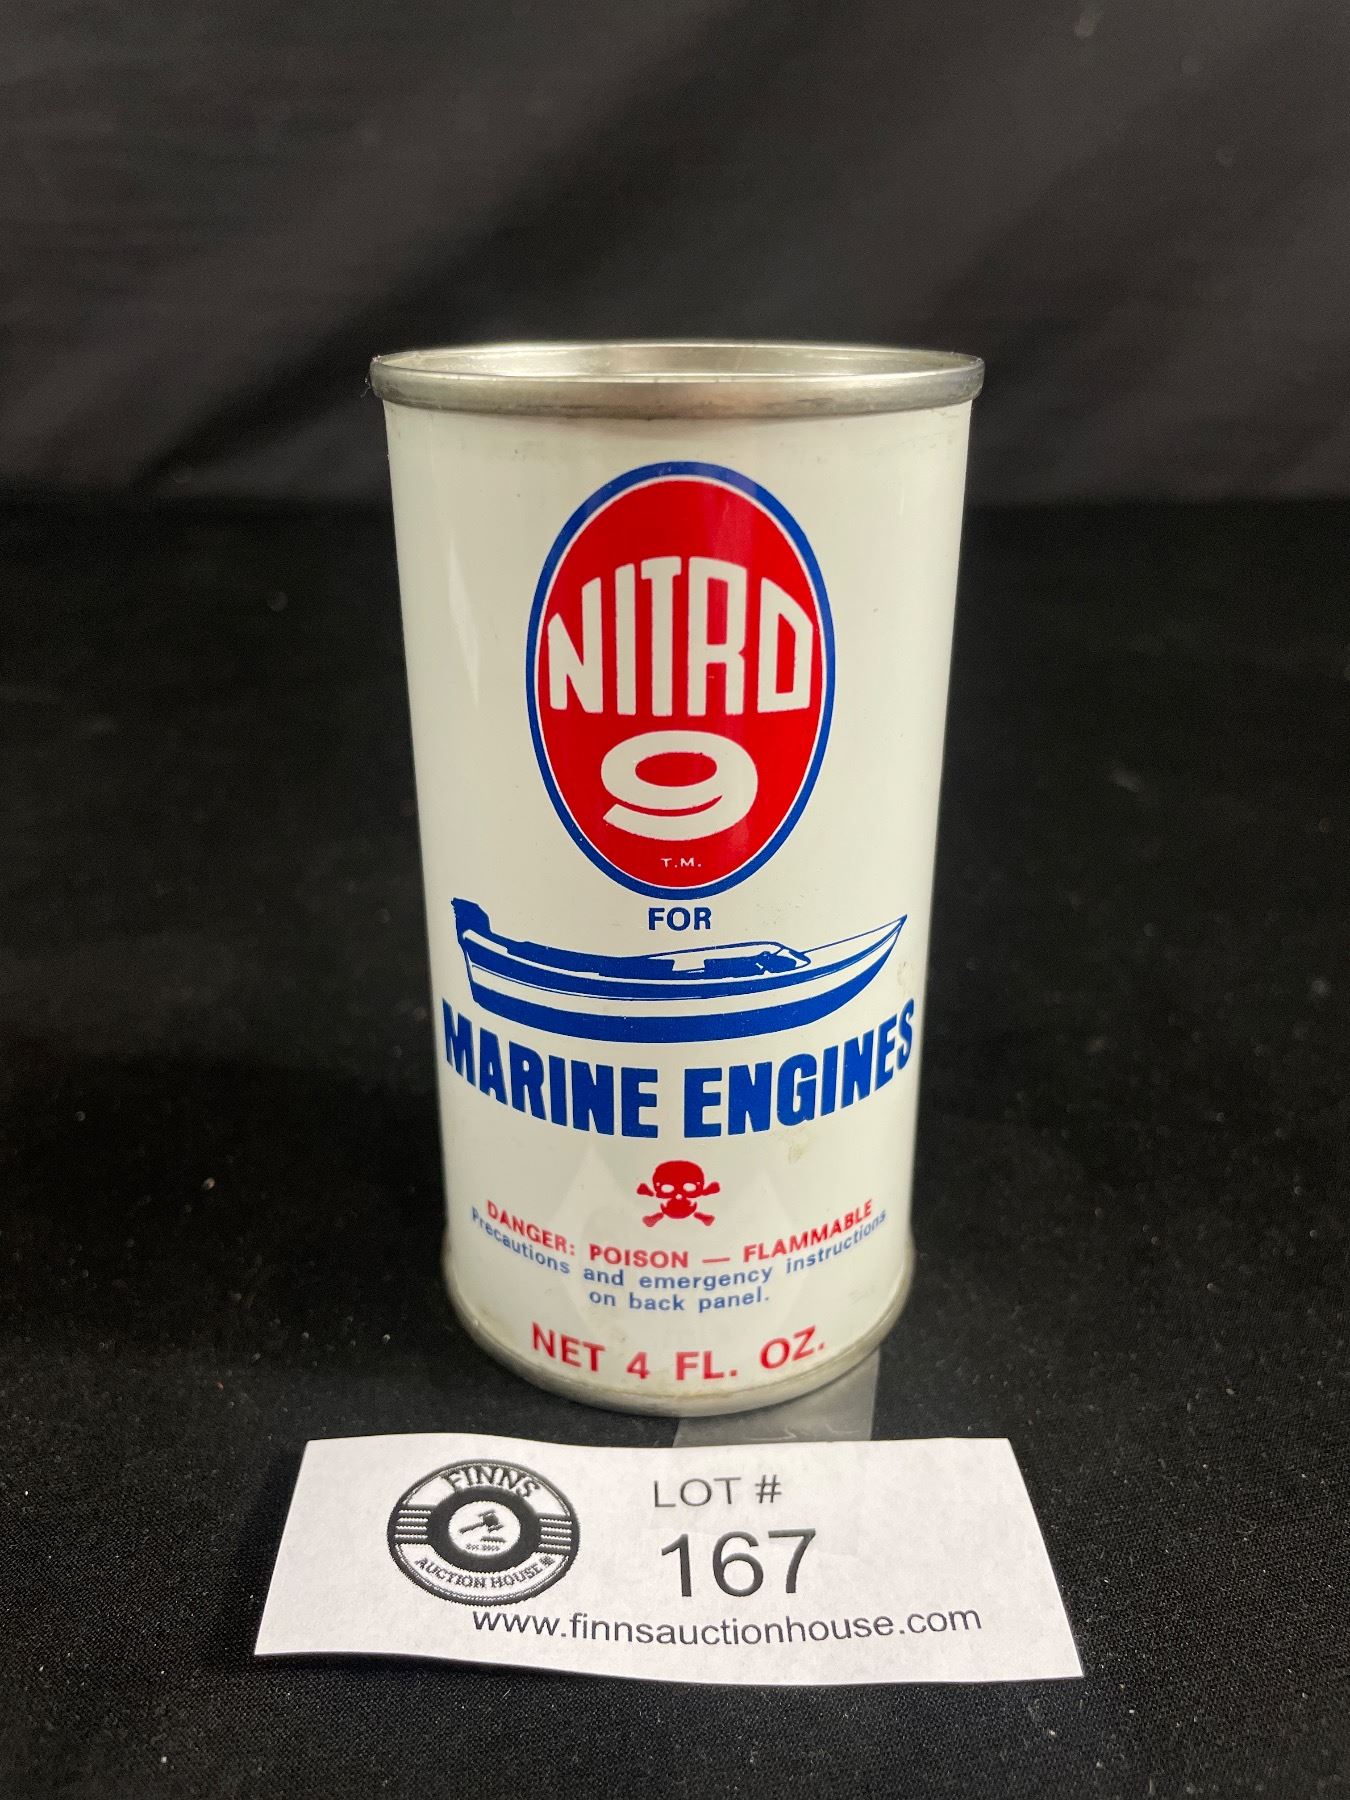 NITRO
9
T.M.
FOR
MARINE ENGINES
DANGER: POISON — FLAMMABLE
Precautions and emergency instructions
on back panel.
NET 4 FL. OZ.
FINNS
AUCTION HOUSE
LOT #
167
www.finnsauctionhouse.com